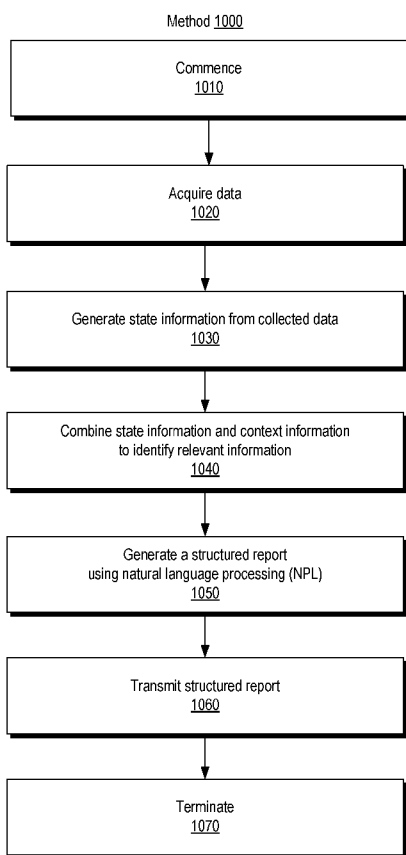 Method 1000
Commence
1010
Acquire data
1020
Generate state information from collected data
1030
Combine state information and context information
to identify relevant information
1040
Generate a structured report
using natural language processing (NPL)
1050
Transmit structured report
1060
Terminate
1070